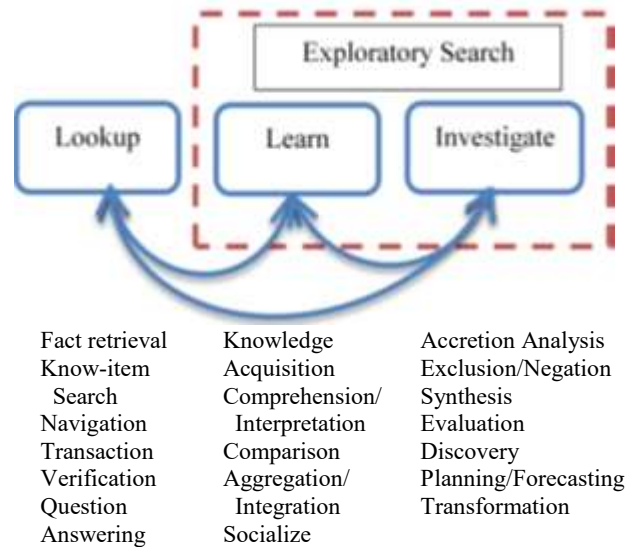 Exploratory Search
Lookup
Learn
Investigate
Fact retrieval
Know-item
Search
Navigation
Transaction
Verification
Question
Answering
Knowledge
Acquisition
Comprehension/
Interpretation
Comparison
Aggregation/
Integration
Socialize
Accretion Analysis
Exclusion/Negation
Synthesis
Evaluation
Discovery
Planning/Forecasting
Transformation